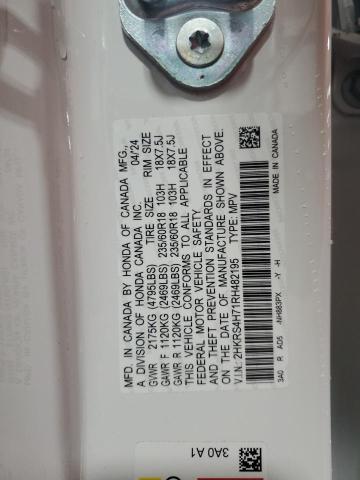 MFD. IN CANADA BY HONDA OF CANADA MFG.,
A DIVISION OF HONDA CANADA INC. 04/'24
TIRE SIZE RIM SIZE
GVWR 2175KG (4795LBS)
GAWR F 1120KG (2469LBS) 235/60R18 103H 18X7.5J
GAWR R 1120KG (2469LBS) 235/60R18 103H 18X7.5J
THIS VEHICLE CONFORMS TO ALL APPLICABLE
FEDERAL MOTOR VEHICLE SAFETY
AND THEFT PREVENTION STANDARDS IN EFFECT
ON THE DATE OF MANUFACTURE SHOWN ABOVE.
V.I.N.: 2HKRS4H71RH482195 TYPE: MPV
3A0 R AD5 -NH883PX -Y -H MADE IN CANADA
3A0 A1